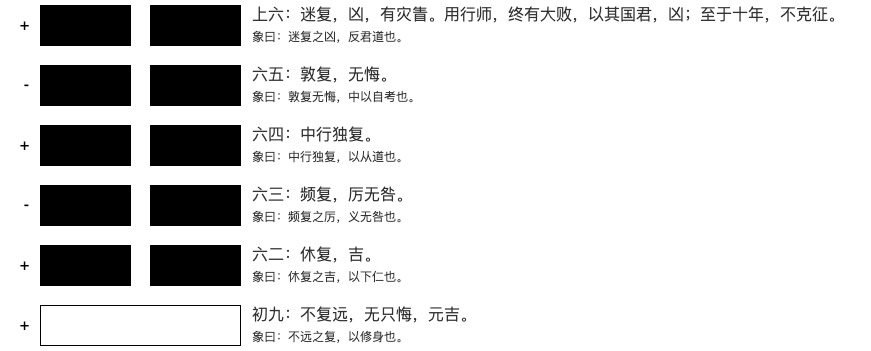 +
上六：迷复，凶，有灾眚。用行师，终有大败，以其国君，凶；至于十年，不克征。
象曰：迷复之凶，反君道也。
-
六五：敦复，无悔。
象曰：敦复无悔，中以自考也。
+
六四：中行独复。
象曰：中行独复，以从道也。
-
六三：频复，厉无咎。
象曰：频复之厉，义无咎也。
+
六二：休复，吉。
象曰：休复之吉，以下仁也。
+
初九：不复远，无只悔，元吉。
象曰：不远之复，以修身也。